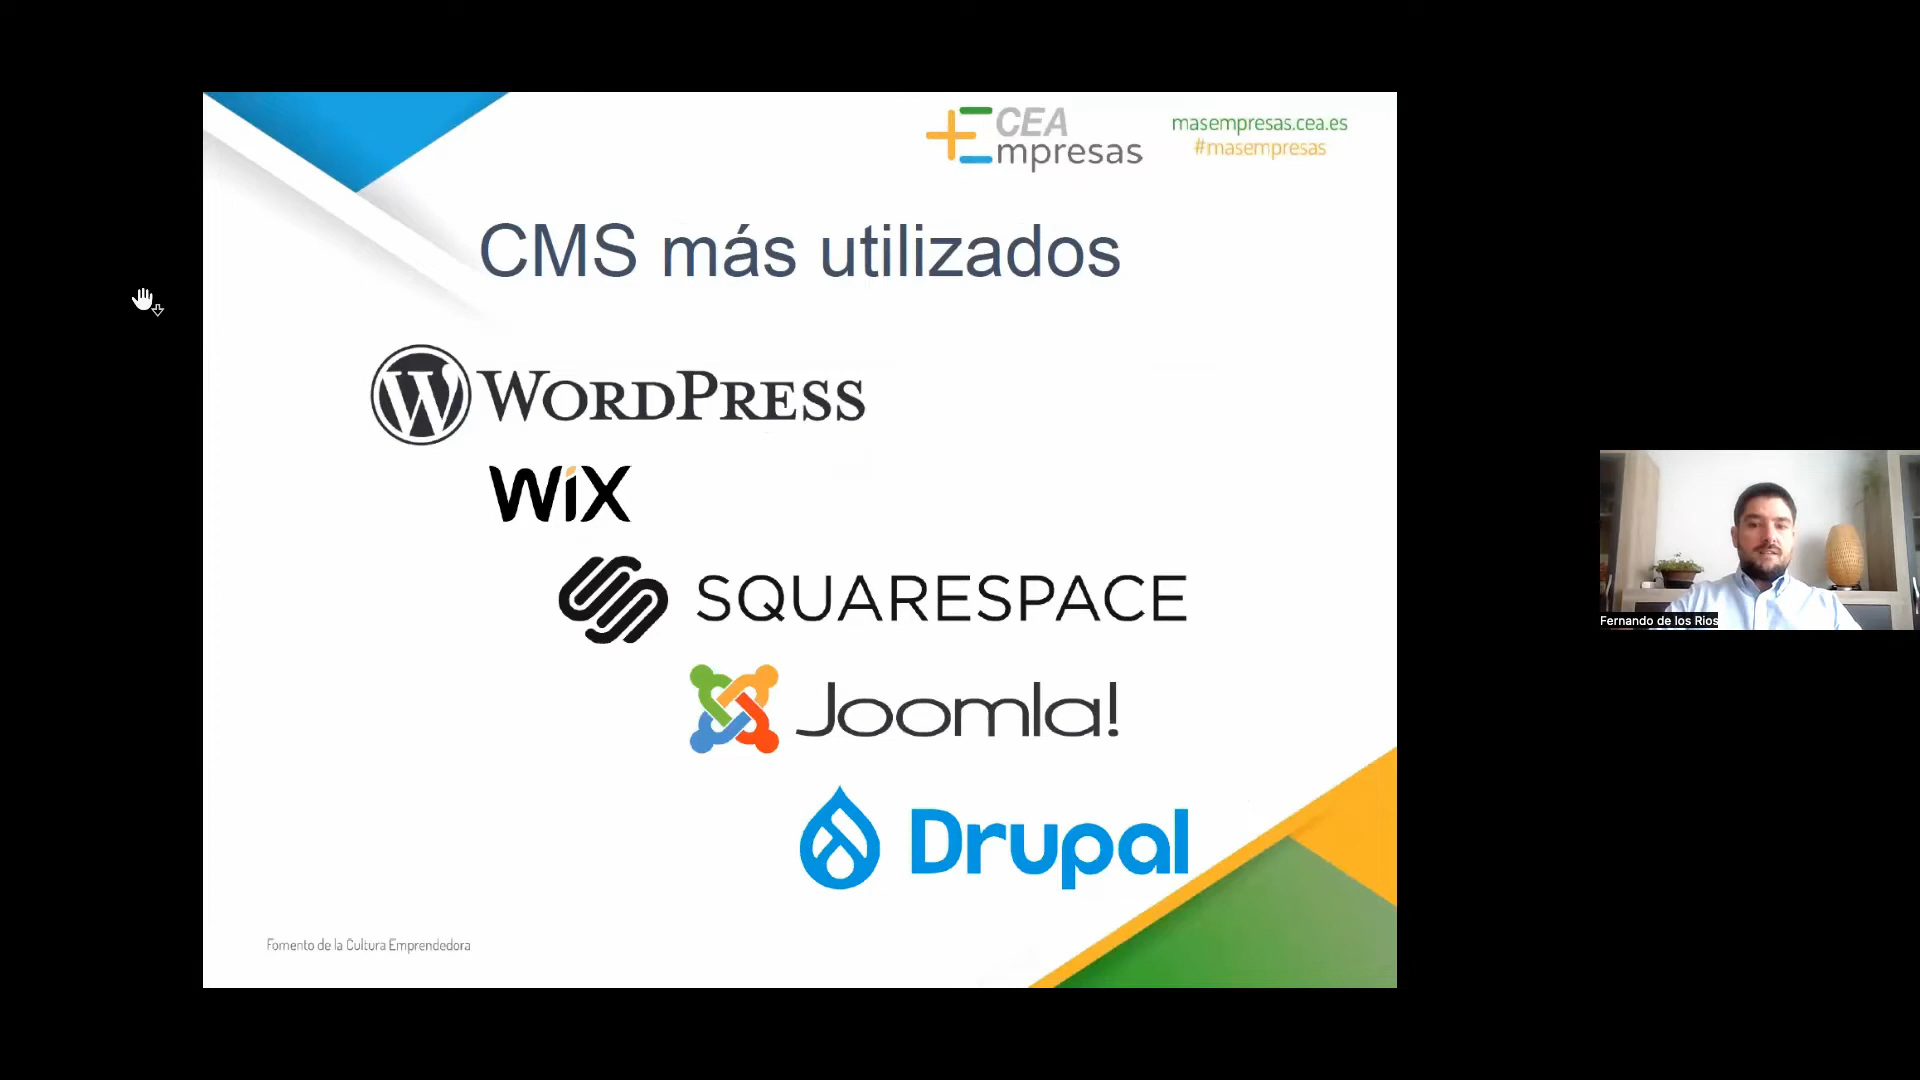 CEA
Empresas
masempresas.cea.es
#masempresas
CMS más utilizados
WORDPRESS
WiX
SQUARESPACE
Joomla!
Drupal
Fernando de los Rios
Fomento de la Cultura Emprendedora